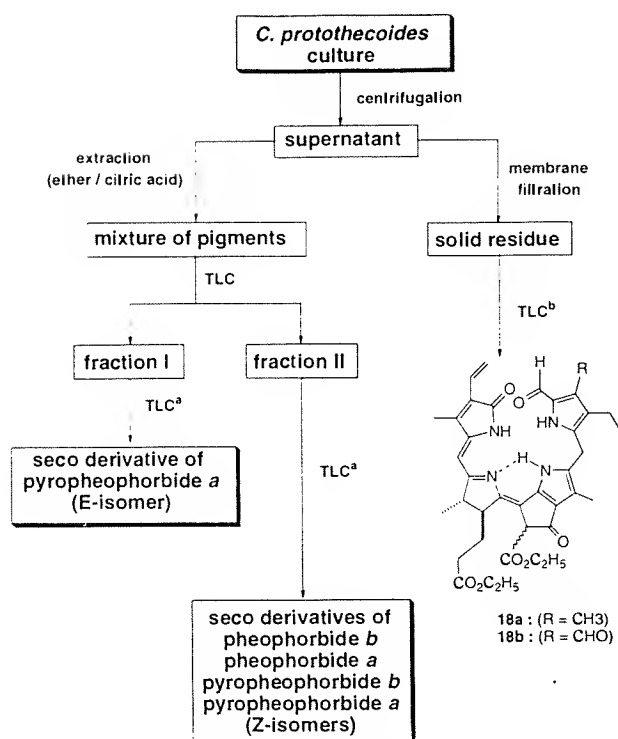 C. protothecoides
culture
centrifugation
supernatant
extraction
(ether / citric acid)
membrane
filtration
mixture of pigments
solid residue
TLC
TLCb
fraction I
fraction II
TLCa
TLCa
seco derivative of
pyropheophorbide a
(E-isomer)
seco derivatives of
pheophorbide b
pheophorbide a
pyropheophorbide b
pyropheophorbide a
(Z-isomers)
O
H
R
O
NH
HN
H
N
N
O
CO2C2H5
CO2C2H5
18a : (R = CH3)
18b : (R = CHO)